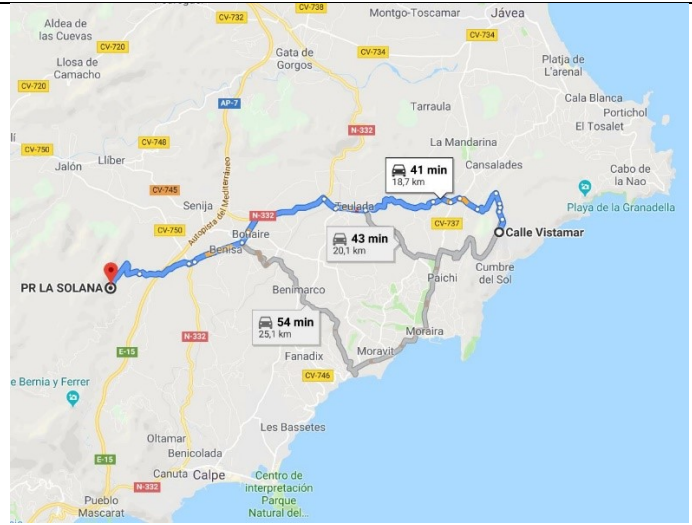 CV-732
CV-738
Aldea de
las Cuevas
Montgo-Toscamar
Jávea
CV-720
CV-734
CV-734
Llosa de
Camacho
Gata de
Gorgos
Platja de
L'arenal
CV-720
AP-7
Cala Blanca
Portichol
Tarraula
El Tosalet
N-332
CV-748
La Mandarina
CV-750
Jalón
Llíber
41 min
18,7 km
Cansalades
Cabo de
la Nao
CV-745
Autopista del Mediterráneo
Senija
Teulada
Playa de la Granadella
N-332
CV-737
CV-750
Bonaire
43 min
20,1 km
Calle Vistamar
Benisa
Cumbre
del Sol
Paichi
PR LA SOLANA
Benimarco
54 min
25,1 km
Moraira
N-332
E-15
Fanadix
Moravit
CV-746
e Bernia y Ferrer
Les Bassetes
Oltamar
E-15
Benicolada
Canuta
Calpe
Centro de
interpretación
Parque
Natural del...
N-332
Pueblo
Mascarat